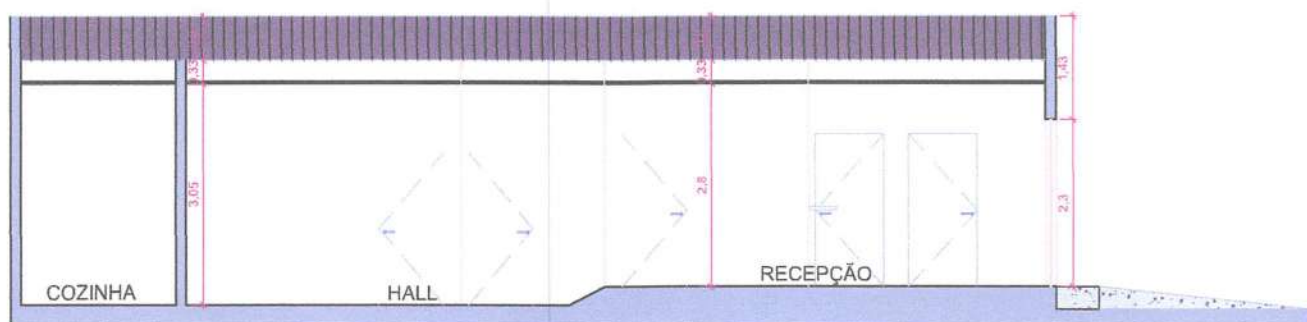 0,33
0,33
1,43
3,05
2,8
2,3
COZINHA
HALL
RECEPÇÃO